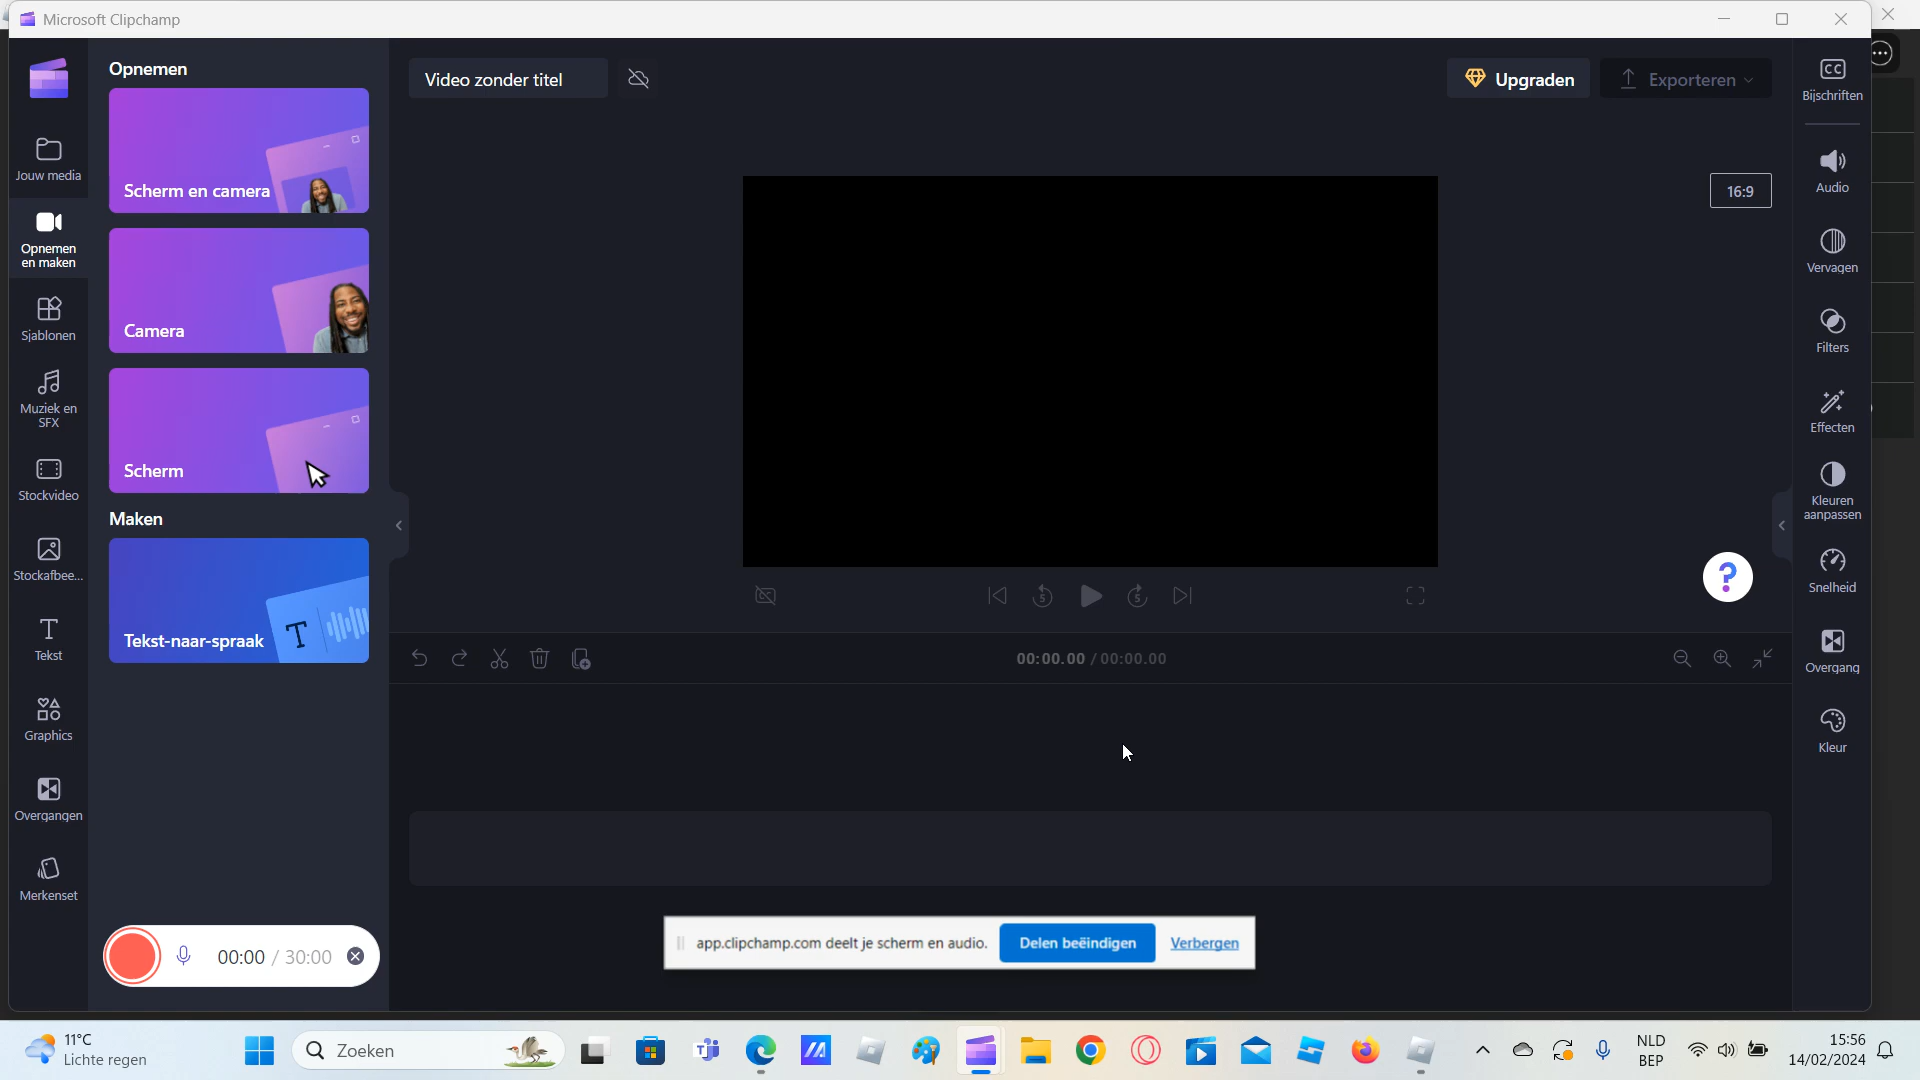 Microsoft Clipchamp
Opnemen
Video zonder titel
Upgraden
Exporteren
CC
Bijschriften
Jouw media
Scherm en camera
16:9
Audio
Opnemen
en maken
Camera
Vervagen
Sjablonen
Filters
Muziek en
SFX
Scherm
Effecten
Stockvideo
Kleuren
aanpassen
Maken
Stockafbee...
T
Tekst-naar-spraak
5
5
?
Snelheid
T
Tekst
00:00.00 / 00:00.00
Overgang
Graphics
Kleur
Overgangen
Merkenset
00:00 / 30:00
app.clipchamp.com deelt je scherm en audio.
Delen beëindigen
Verbergen
11°C
Lichte regen
Zoeken
NLD
BEP
15:56
14/02/2024